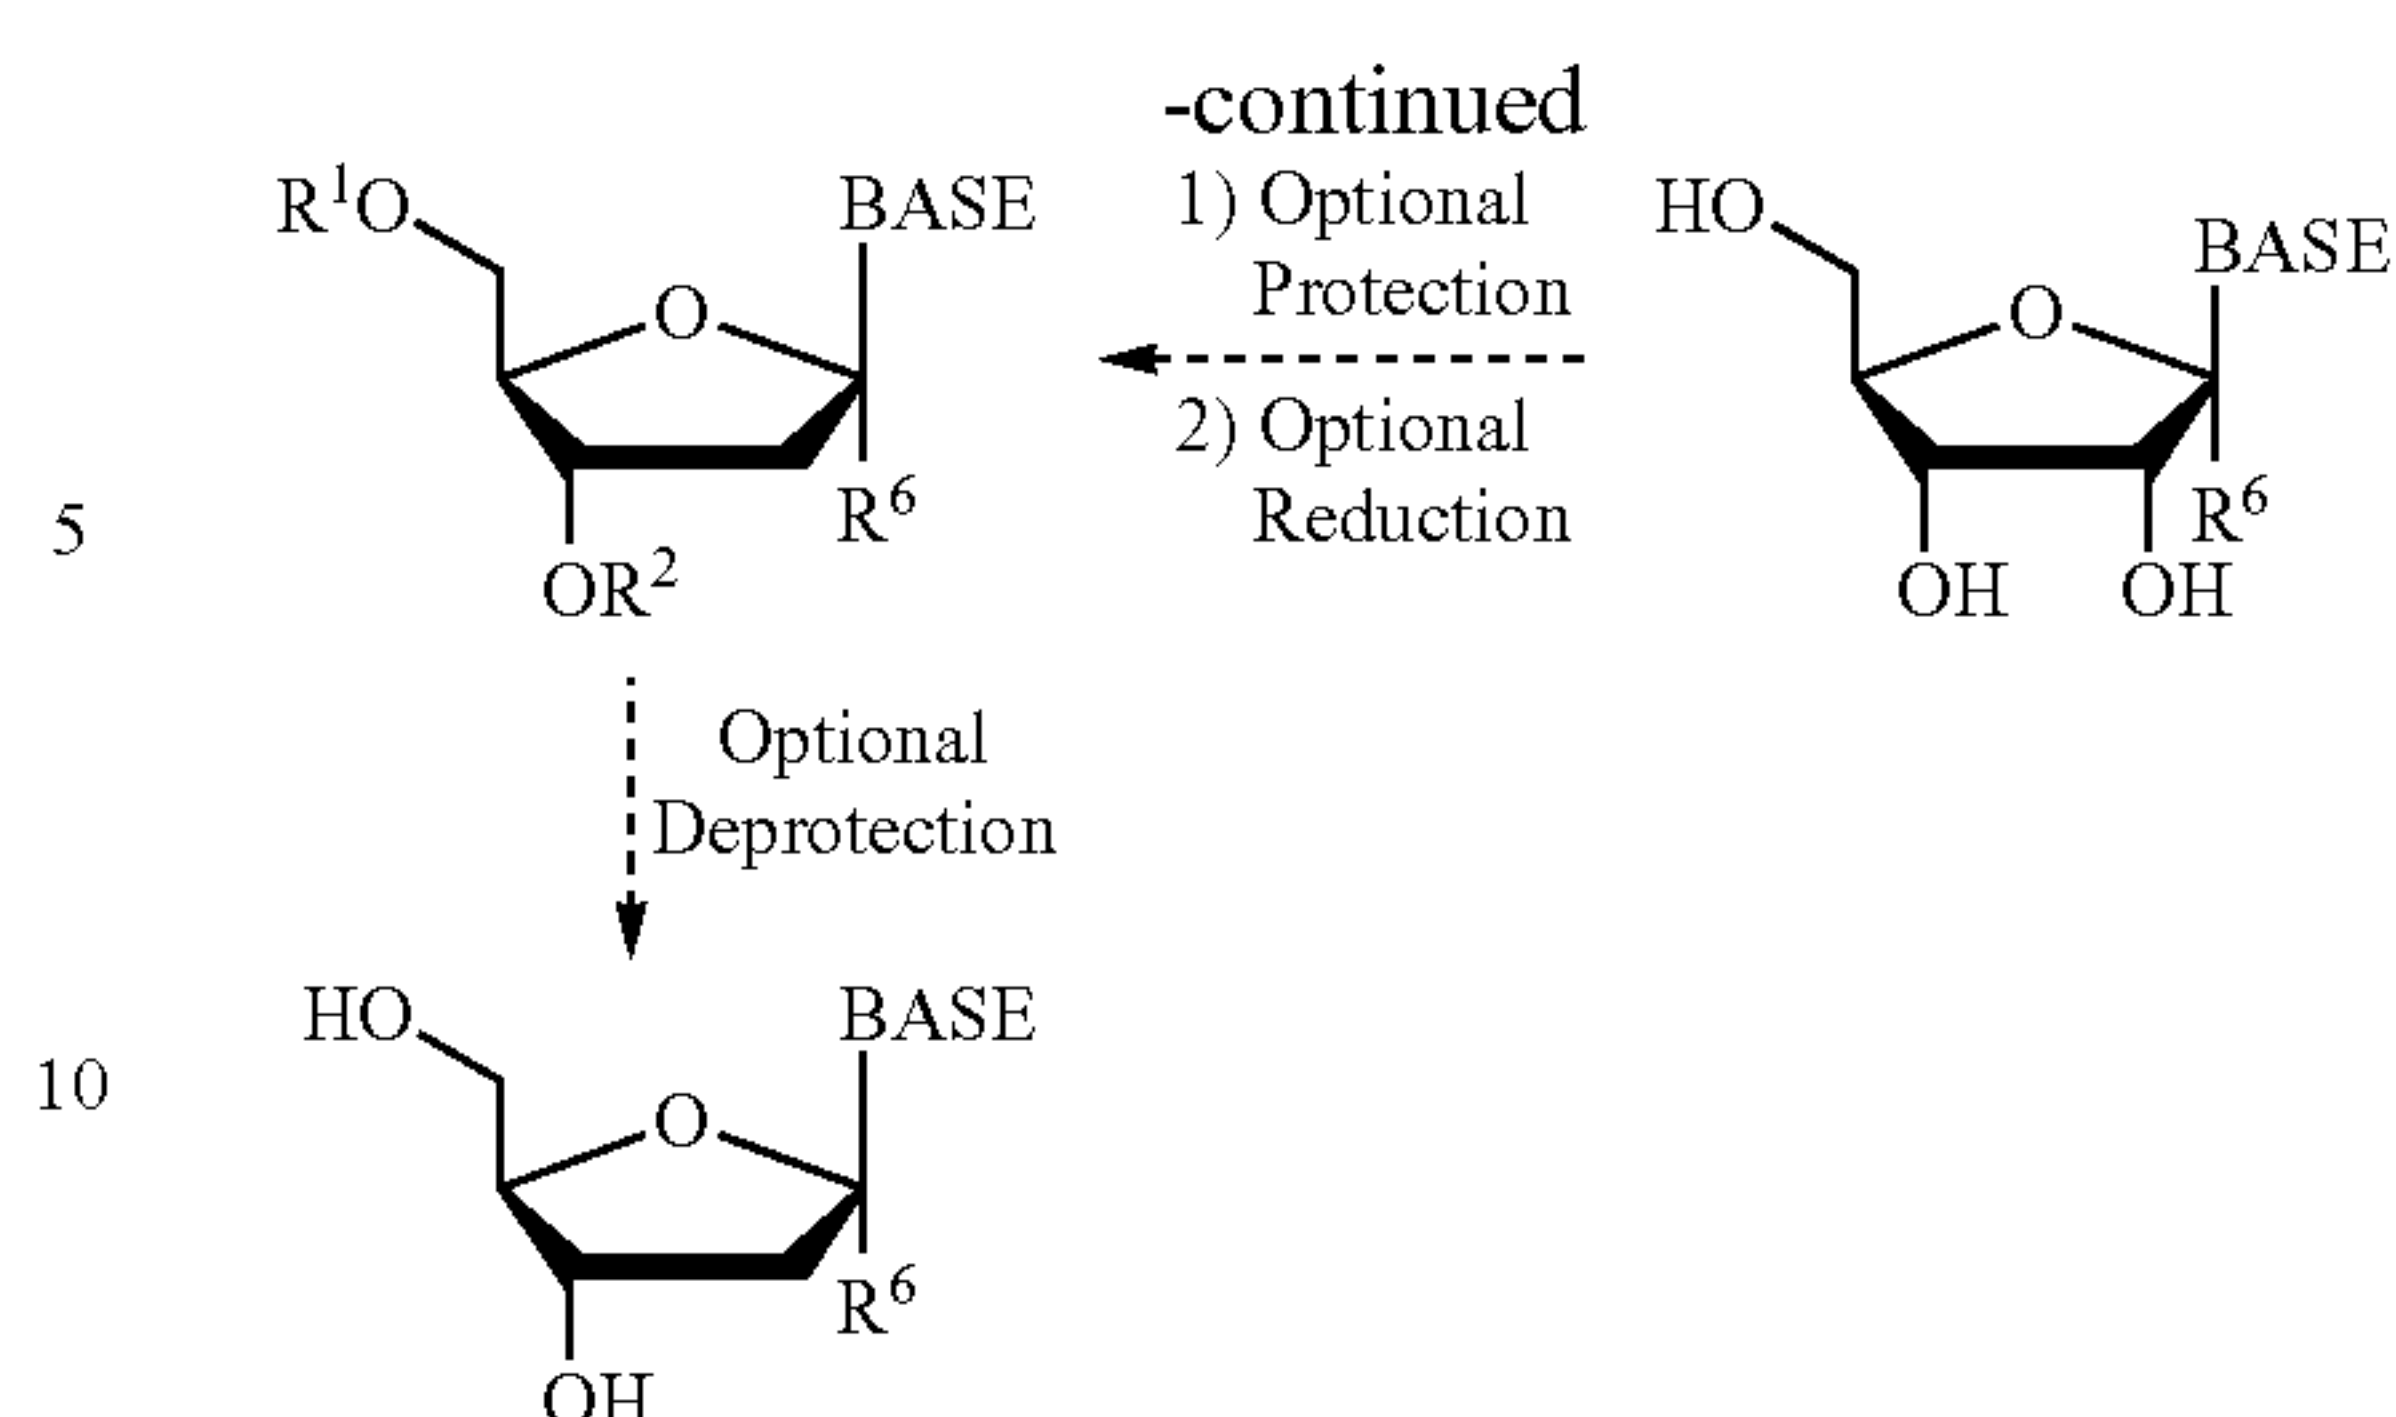 -continued
R¹O
BASE
O
R⁶
OR²
5
1) Optional
Protection
2) Optional
Reduction
HO
BASE
O
R⁶
OH
OH
Optional
Deprotection
10
HO
BASE
O
R⁶
OH